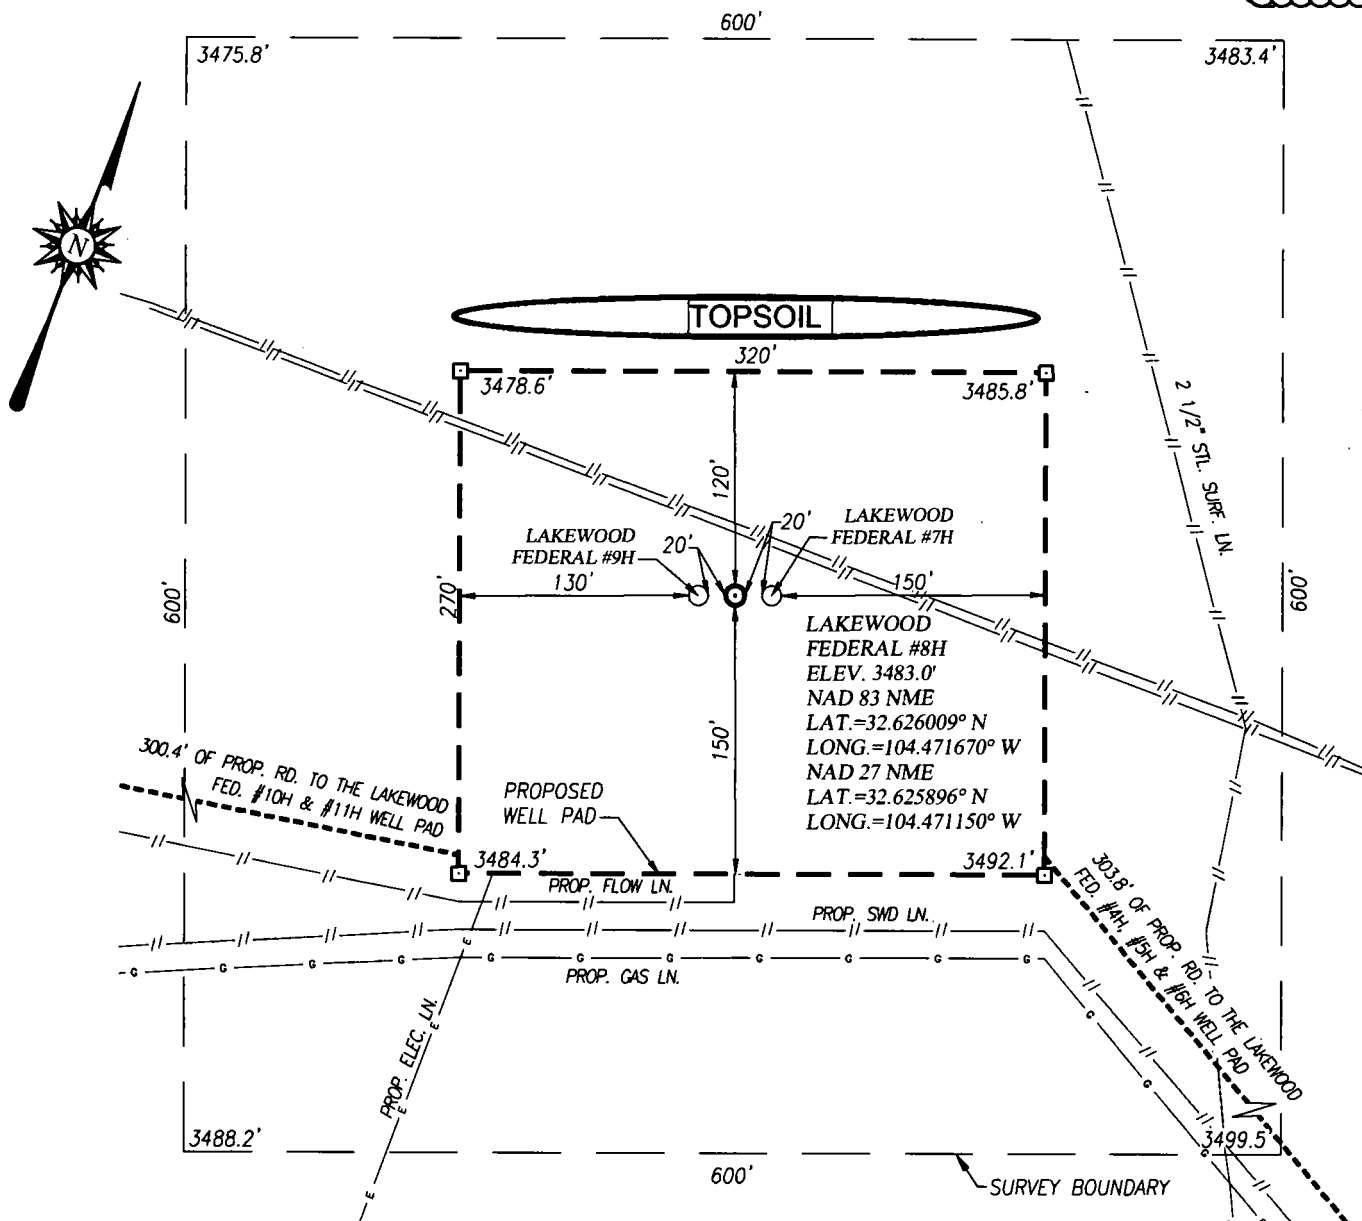 600'
3475.8'
3483.4'
N
TOPSOIL
320'
3478.6'
3485.8'
2 1/2" STL. SURF. LN.
120'
LAKEWOOD
FEDERAL #9H
20'
20'
LAKEWOOD
FEDERAL #7H
130'
150'
600'
270'
600'
LAKEWOOD
FEDERAL #8H
ELEV. 3483.0'
NAD 83 NME
LAT.=32.626009° N
LONG.=104.471670° W
NAD 27 NME
LAT.=32.625896° N
LONG.=104.471150° W
150'
300.4' OF PROP. RD. TO THE LAKEWOOD
FED. #10H & #11H WELL PAD
PROPOSED
WELL PAD
3484.3'
3492.1'
PROP. FLOW LN.
PROP. SWD LN.
PROP. GAS LN.
303.8' OF PROP. RD. TO THE LAKEWOOD
FED. #4H, #5H & #6H WELL PAD
PROP. ELEC. LN.
3488.2'
3499.5'
600'
SURVEY BOUNDARY